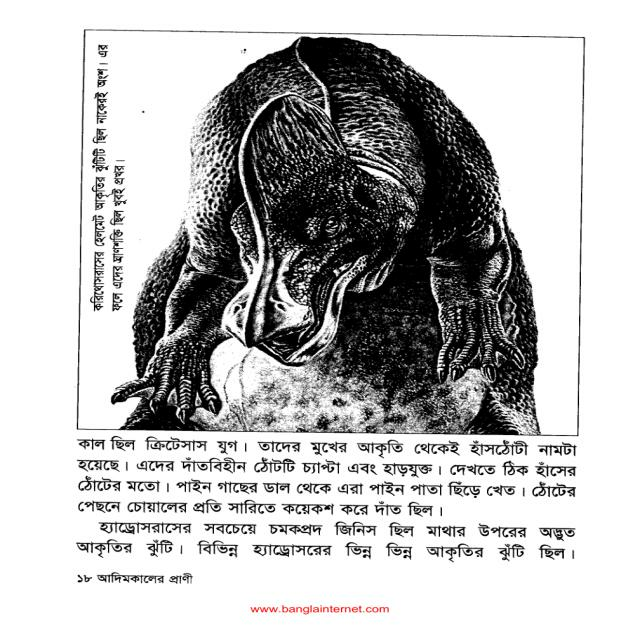 করিথোসরাসের হেলমেট আকৃতির ঝুঁটিটি ছিল নাকেরই অংশ। এর
ফলে এদের ঘ্রাণশক্তি ছিল খুবই প্রখর।
কাল ছিল ক্রিটেসাস যুগ। তাদের মুখের আকৃতি থেকেই হাঁসঠোঁটী নামটা
হয়েছে। এদের দাঁতবিহীন ঠোঁটটি চ্যাপ্টা এবং হাড়যুক্ত। দেখতে ঠিক হাঁসের
ঠোঁটের মতো। পাইন গাছের ডাল থেকে এরা পাইন পাতা ছিঁড়ে খেত। ঠোঁটের
পেছনে চোয়ালের প্রতি সারিতে কয়েকশ করে দাঁত ছিল।
হ্যাড্রোসরাসের সবচেয়ে চমকপ্রদ জিনিস ছিল মাথার উপরের অদ্ভুত
আকৃতির ঝুঁটি। বিভিন্ন হ্যাড্রোসরের ভিন্ন ভিন্ন আকৃতির ঝুঁটি ছিল।
১৮ আদিমকালের প্রাণী
www.banglainternet.com